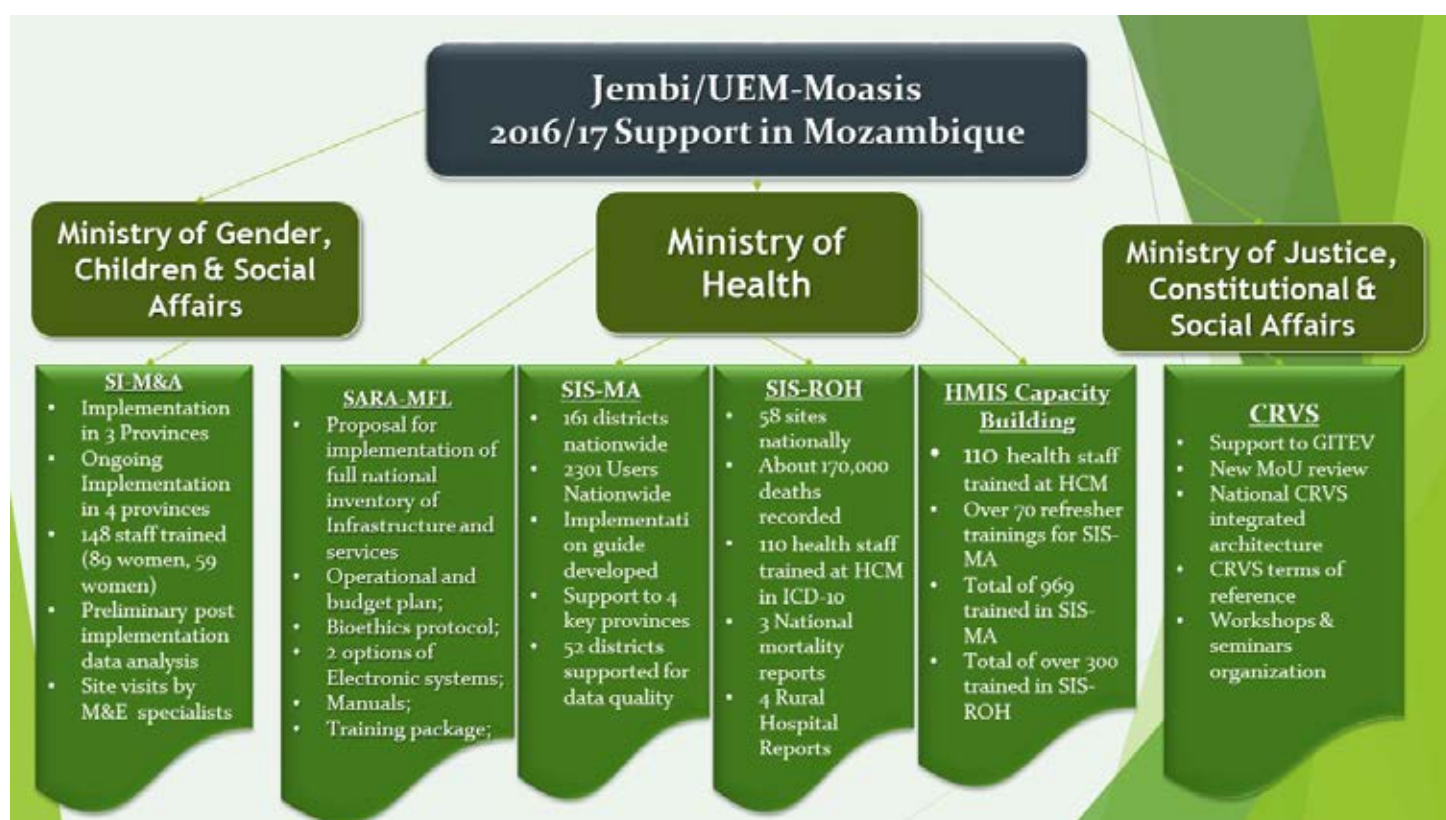 Jembi/UEM-Moasis
2016/17 Support in Mozambique
Ministry of Gender,
Children & Social
Affairs
Ministry of
Health
Ministry of Justice,
Constitutional &
Social Affairs
SI-M&A
• Implementation
in 3 Provinces
• Ongoing
Implementation
in 4 provinces
• 148 staff trained
(89 women, 59
women)
• Preliminary post
implementation
data analysis
• Site visits by
M&E specialists
SARA-MFL
• Proposal for
implementation of
full national
inventory of
Infrastructure and
services
• Operational and
budget plan;
• Bioethics protocol;
• 2 options of
Electronic systems;
• Manuals;
• Training package;
SIS-MA
• 161 districts
nationwide
• 2301 Users
Nationwide
• Implementati
on guide
developed
• Support to 4
key provinces
• 52 districts
supported for
data quality
SIS-ROH
• 58 sites
nationally
• About 170,000
deaths
recorded
• 110 health staff
trained at HCM
in ICD-10
• 3 National
mortality
reports
• 4 Rural
Hospital
Reports
HMIS Capacity
Building
• 110 health staff
trained at HCM
• Over 70 refresher
trainings for SIS-
MA
• Total of 969
trained in SIS-
MA
• Total of over 300
trained in SIS-
ROH
CRVS
• Support to GITEV
• New MoU review
• National CRVS
integrated
architecture
• CRVS terms of
reference
• Workshops &
seminars
organization